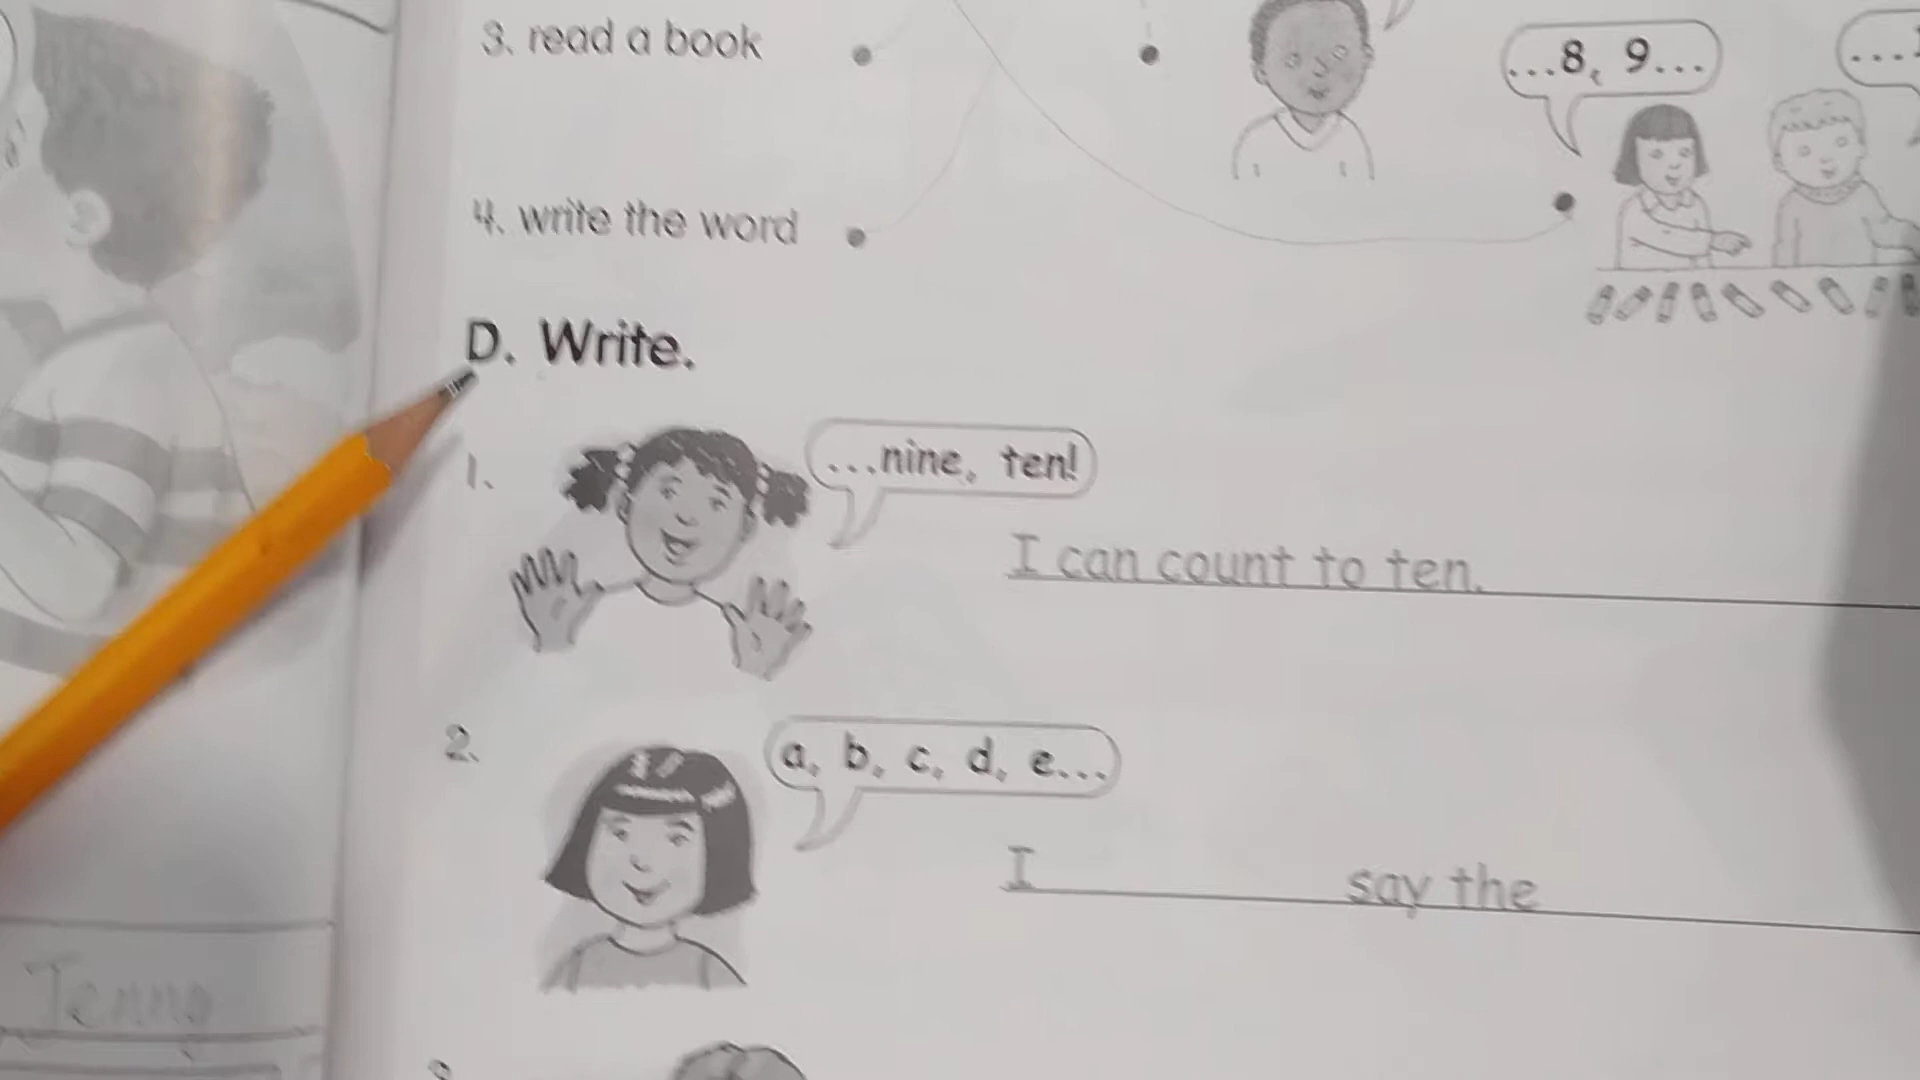 3. read a book
...8, 9...
4. write the word
D. Write.
1.
...nine, ten!
I can count to ten.
2.
a, b, c, d, e...
I say the
Jenny